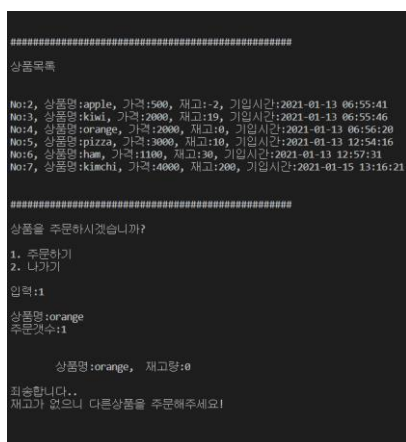 ##################################################
상품목록
No:2, 상품명:apple, 가격:500, 재고:-2, 기입시간:2021-01-13 06:55:41
No:3, 상품명:kiwi, 가격:2000, 재고:19, 기입시간:2021-01-13 06:55:46
No:4, 상품명:orange, 가격:2000, 재고:0, 기입시간:2021-01-13 06:56:20
No:5, 상품명:pizza, 가격:3000, 재고:10, 기입시간:2021-01-13 12:54:16
No:6, 상품명:ham, 가격:1100, 재고:30, 기입시간:2021-01-13 12:57:31
No:7, 상품명:kimchi, 가격:4000, 재고:200, 기입시간:2021-01-15 13:16:21
##################################################
상품을 주문하시겠습니까?
1. 주문하기
2. 나가기
입력:1
상품명:orange
주문갯수:1
상품명:orange, 재고량:0
죄송합니다..
재고가 없으니 다른상품을 주문해주세요!